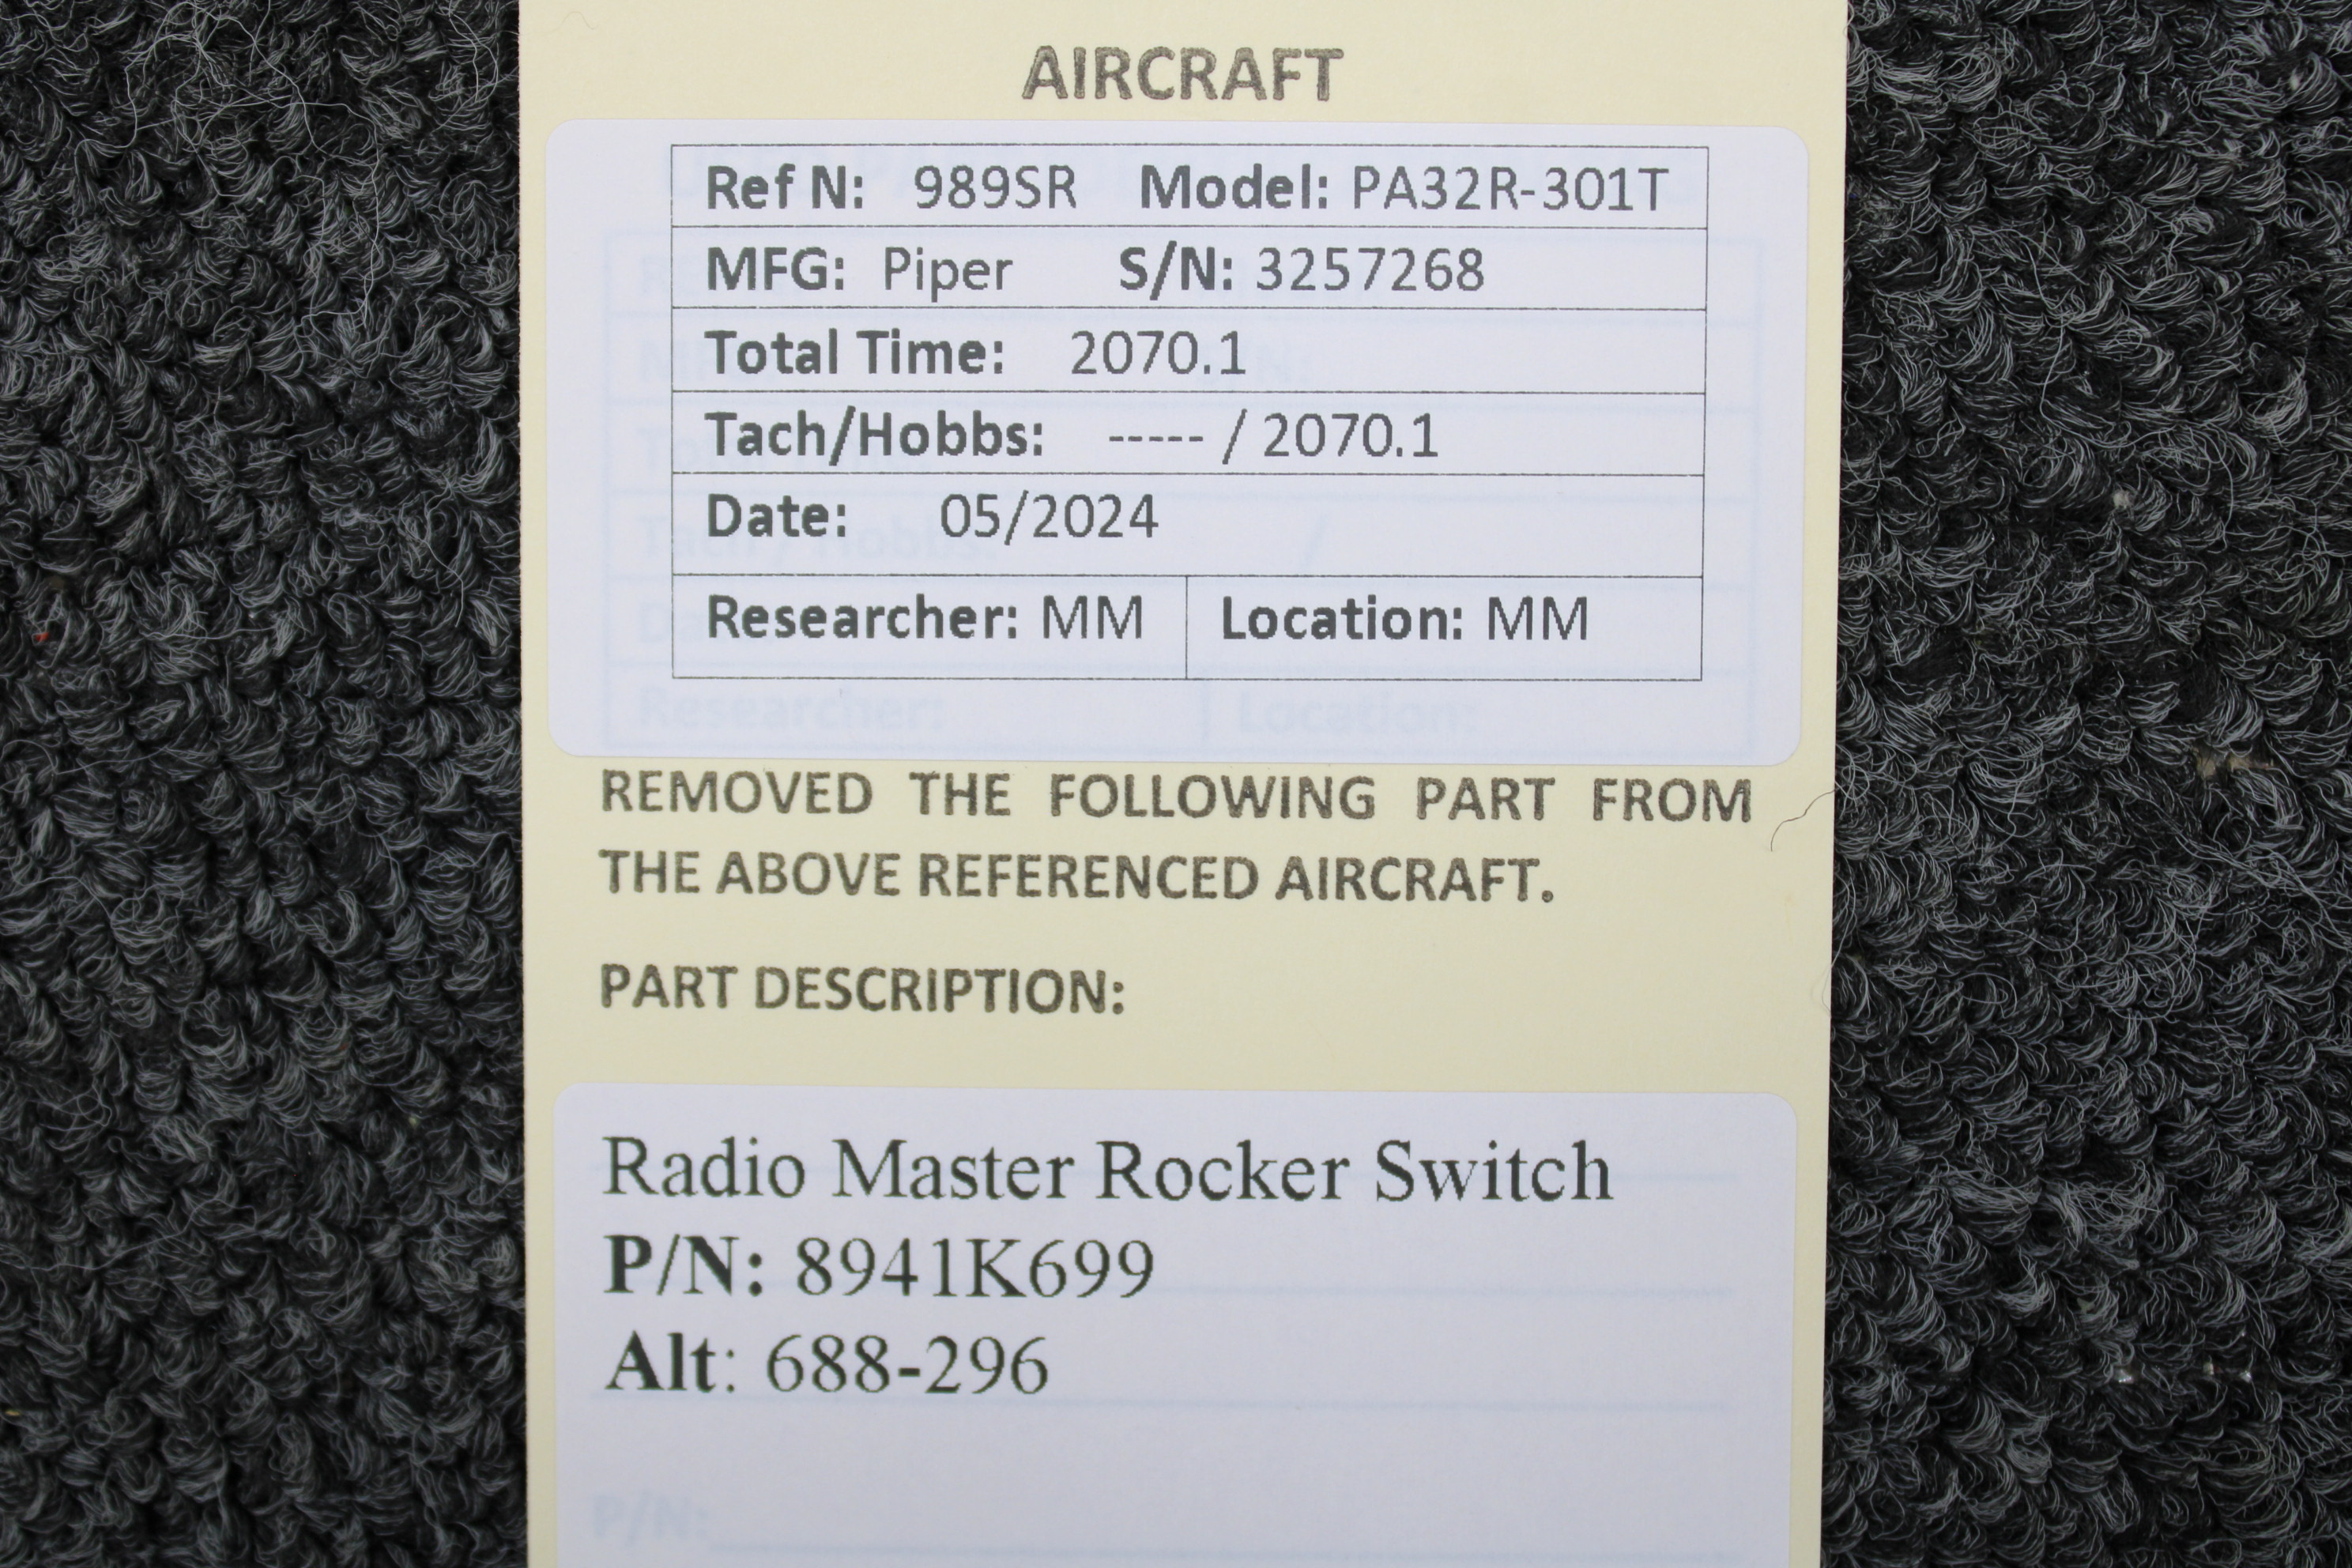 AIRCRAFT
Ref N: 989SR Model: PA32R-301T
MFG: Piper S/N: 3257268
Total Time: 2070.1
Tach/Hobbs: ----- / 2070.1
Date: 05/2024
Researcher: MM Location: MM
Researcher: Location:
REMOVED THE FOLLOWING PART FROM
THE ABOVE REFERENCED AIRCRAFT.
PART DESCRIPTION:
Radio Master Rocker Switch
P/N: 8941K699
Alt: 688-296
P/N: